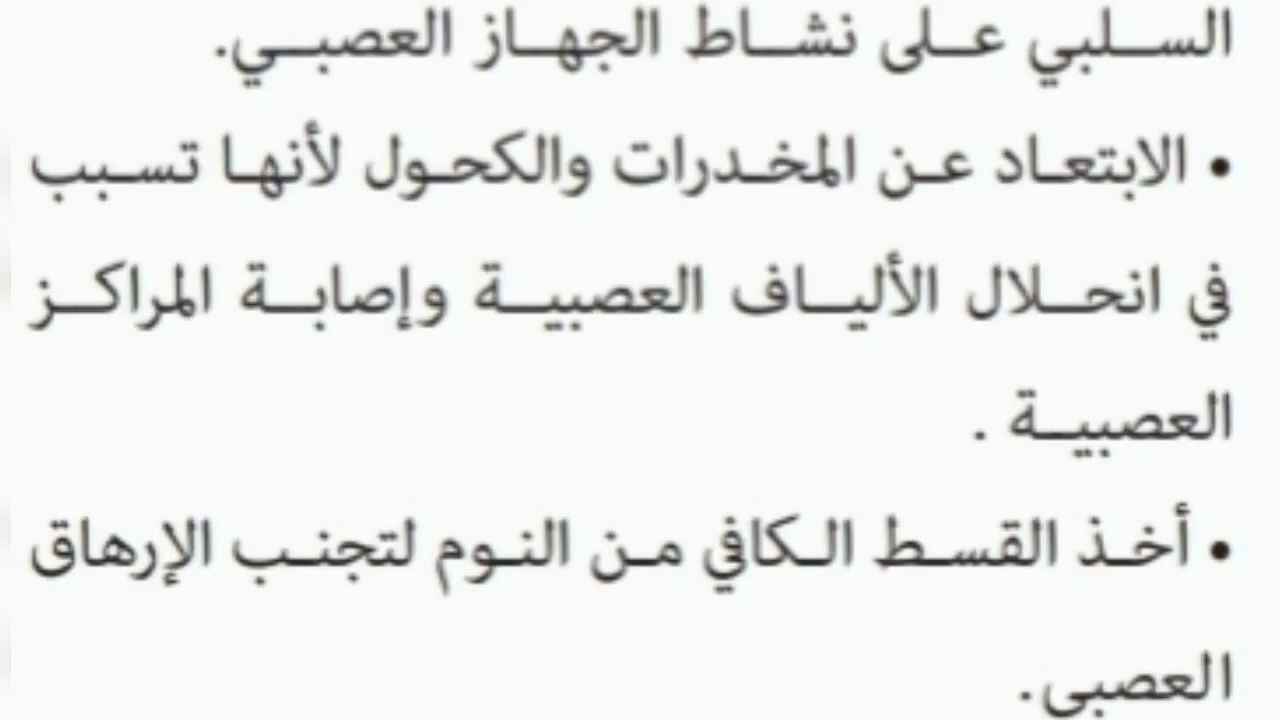 السلبي على نشاط الجهاز العصبي.
• الابتعاد عن المخدرات والكحول لأنها تسبب
في انحلال الألياف العصبية وإصابة المراكز
العصبية .
• أخذ القسط الكافي من النوم لتجنب الإرهاق
العصبي.